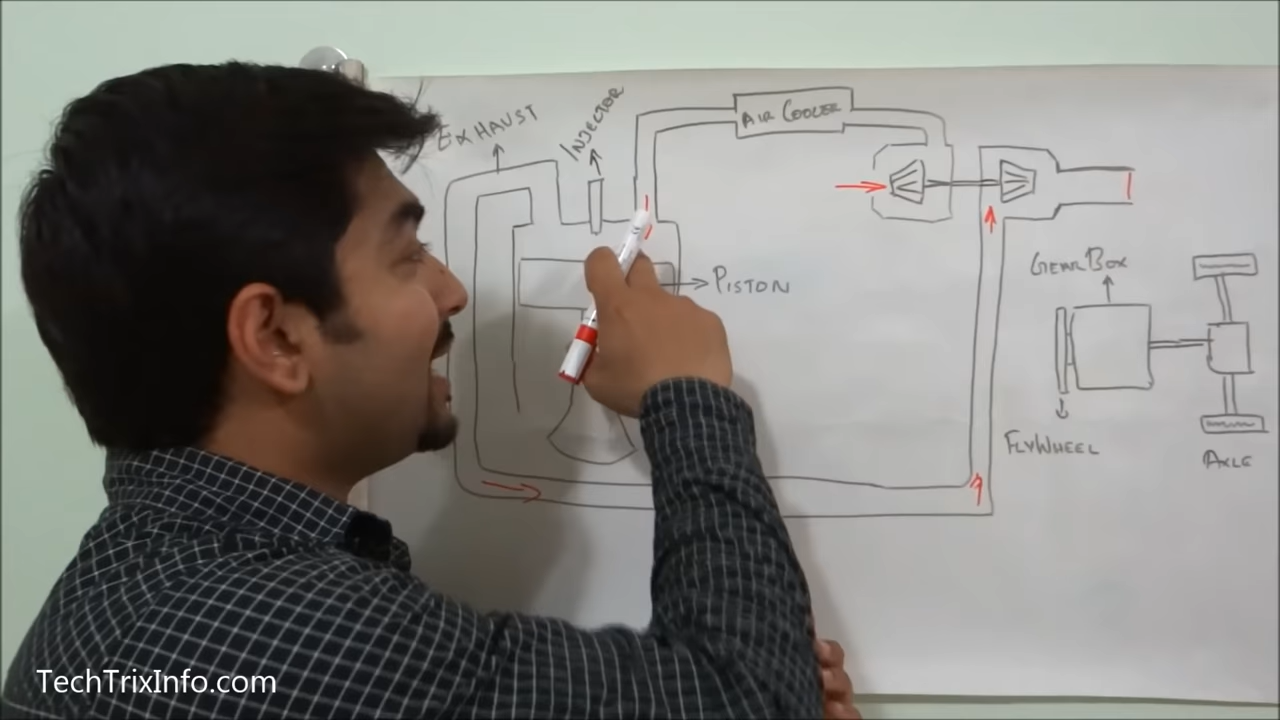 EXHAUST
INJECTOR
AIR COOLER
PISTON
GEAR BOX
FLYWHEEL
AXLE
TechTrixInfo.com